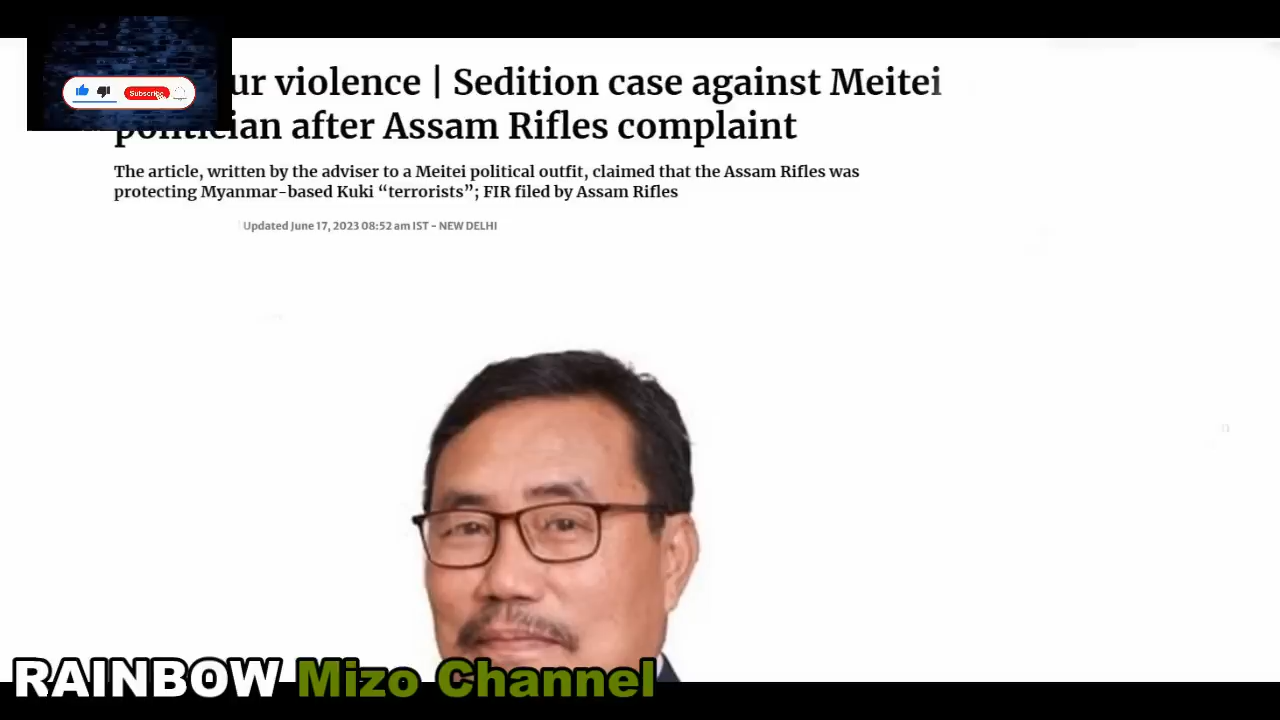 Subscribe
ur violence | Sedition case against Meitei
politician after Assam Rifles complaint
The article, written by the adviser to a Meitei political outfit, claimed that the Assam Rifles was
protecting Myanmar-based Kuki “terrorists”; FIR filed by Assam Rifles
Updated June 17, 2023 08:52 am IST - NEW DELHI
RAINBOW Mizo Channel